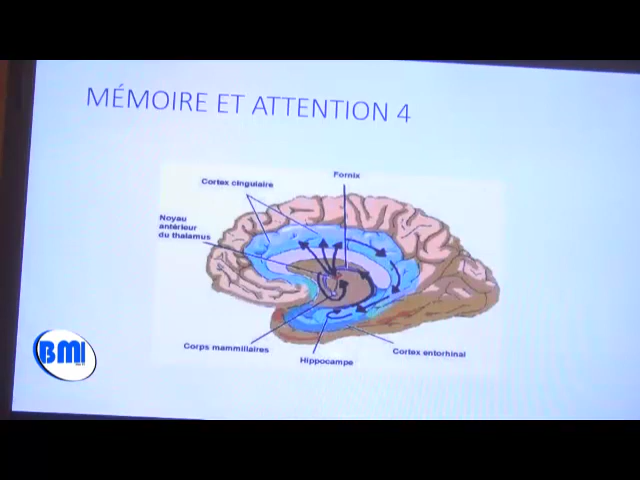 MÉMOIRE ET ATTENTION 4
Fornix
Cortex cingulaire
Noyau
antérieur
du thalamus
Corps mammillaires
Hippocampe
Cortex entorhinal
BMI